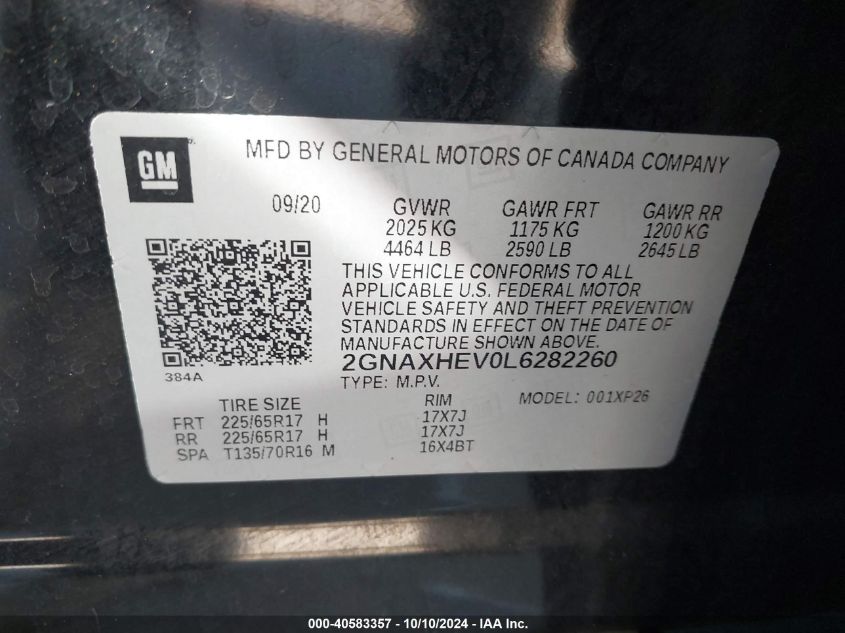 GM
MFD BY GENERAL MOTORS OF CANADA COMPANY
09/20 GVWR GAWR FRT GAWR RR
2025 KG 1175 KG 1200 KG
4464 LB 2590 LB 2645 LB
THIS VEHICLE CONFORMS TO ALL
APPLICABLE U.S. FEDERAL MOTOR
VEHICLE SAFETY AND THEFT PREVENTION
STANDARDS IN EFFECT ON THE DATE OF
MANUFACTURE SHOWN ABOVE.
2GNAXHEV0L6282260
384A
TYPE: M.P.V.
TIRE SIZE RIM MODEL: 001XP26
FRT 225/65R17 H 17X7J
RR 225/65R17 H 17X7J
SPA T135/70R16 M 16X4BT
000-40583357 - 10/10/2024 - IAA, Inc.